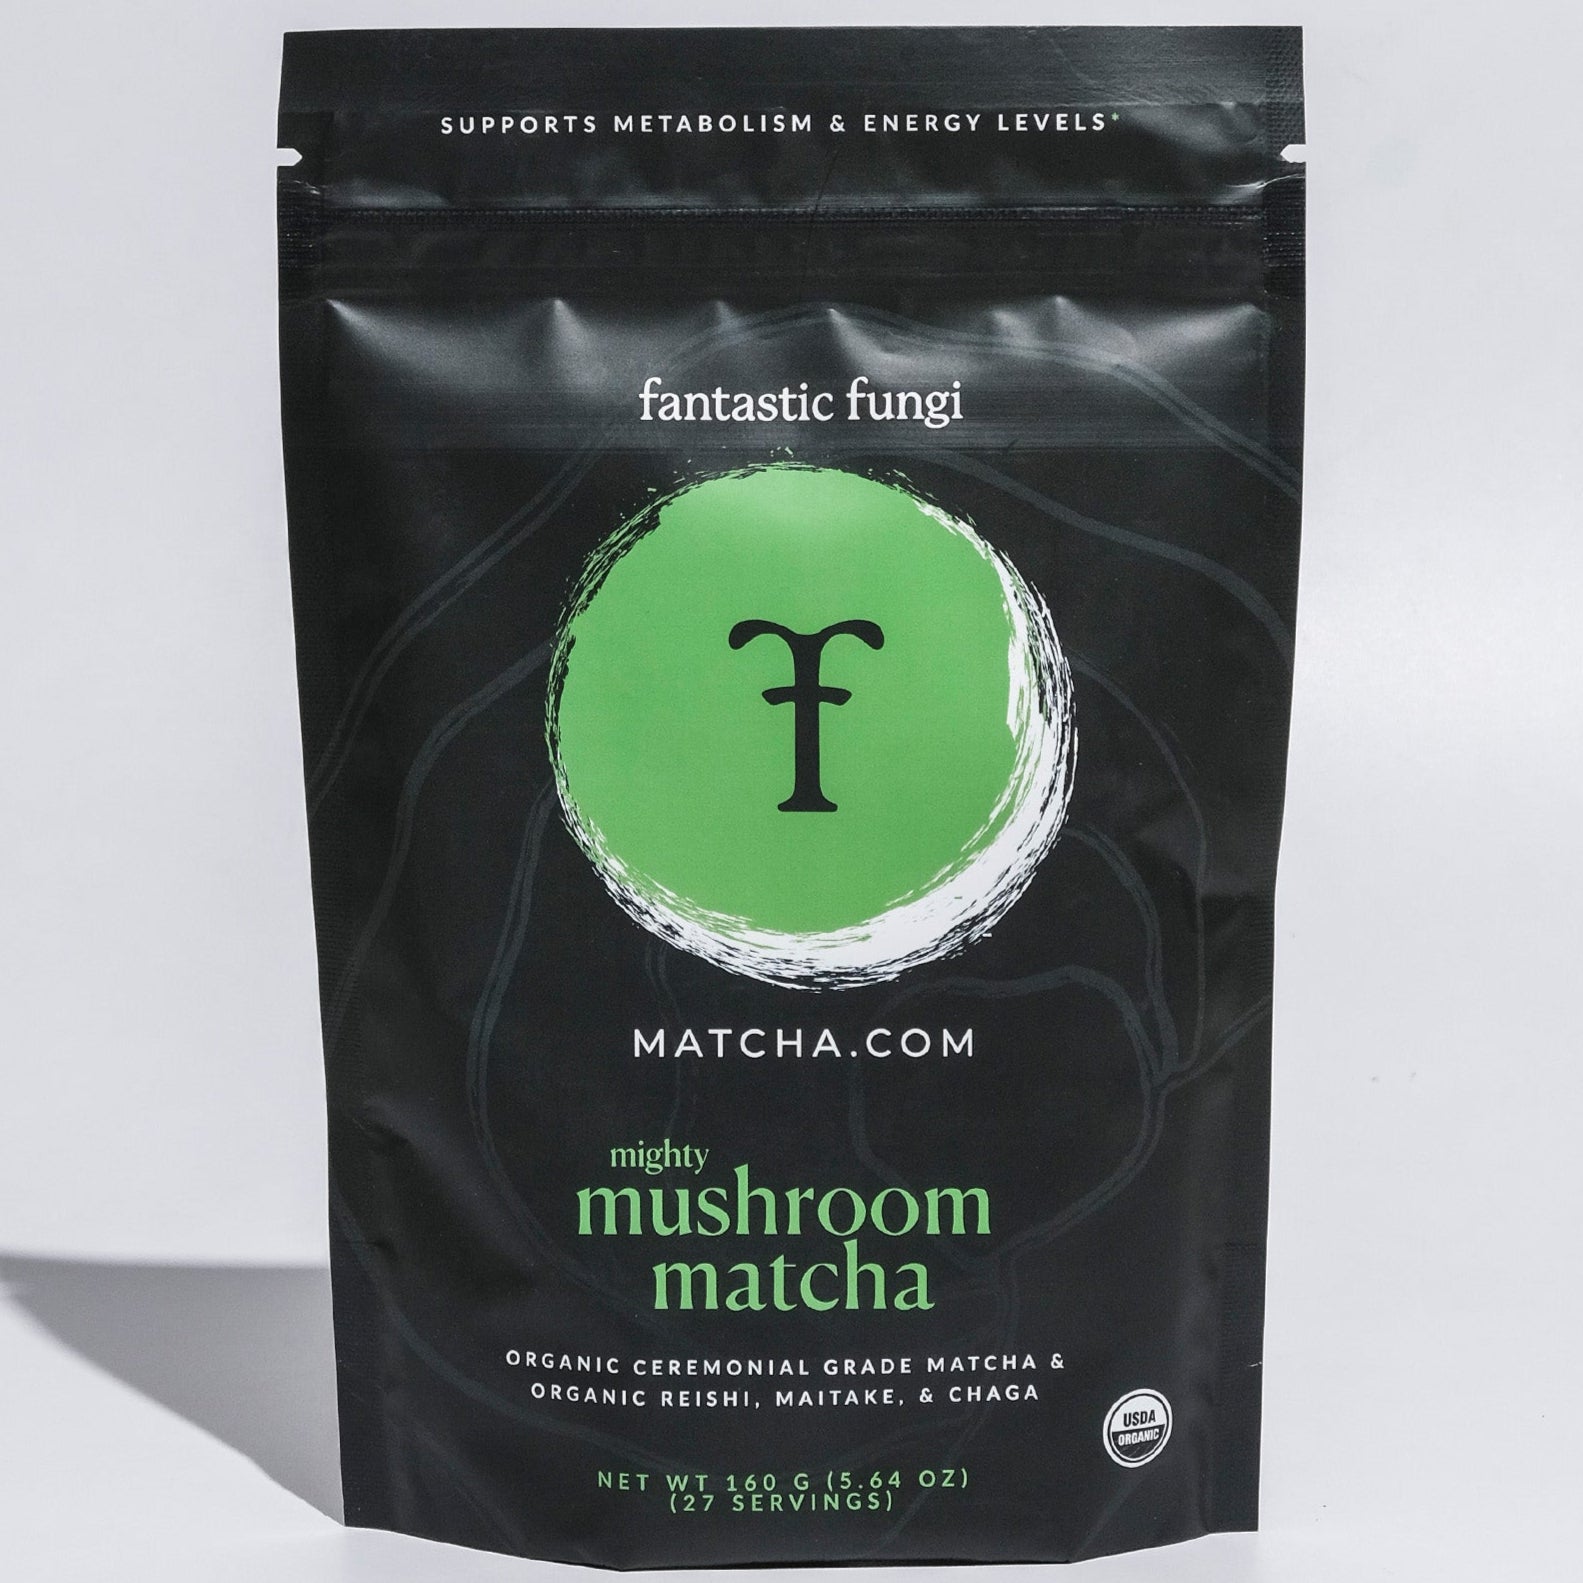 SUPPORTS METABOLISM & ENERGY LEVELS*
fantastic fungi
f
MATCHA.COM
mighty
mushroom
matcha
ORGANIC CEREMONIAL GRADE MATCHA &
ORGANIC REISHI, MAITAKE, & CHAGA
USDA
ORGANIC
NET WT 160 G (5.64 OZ)
(27 SERVINGS)